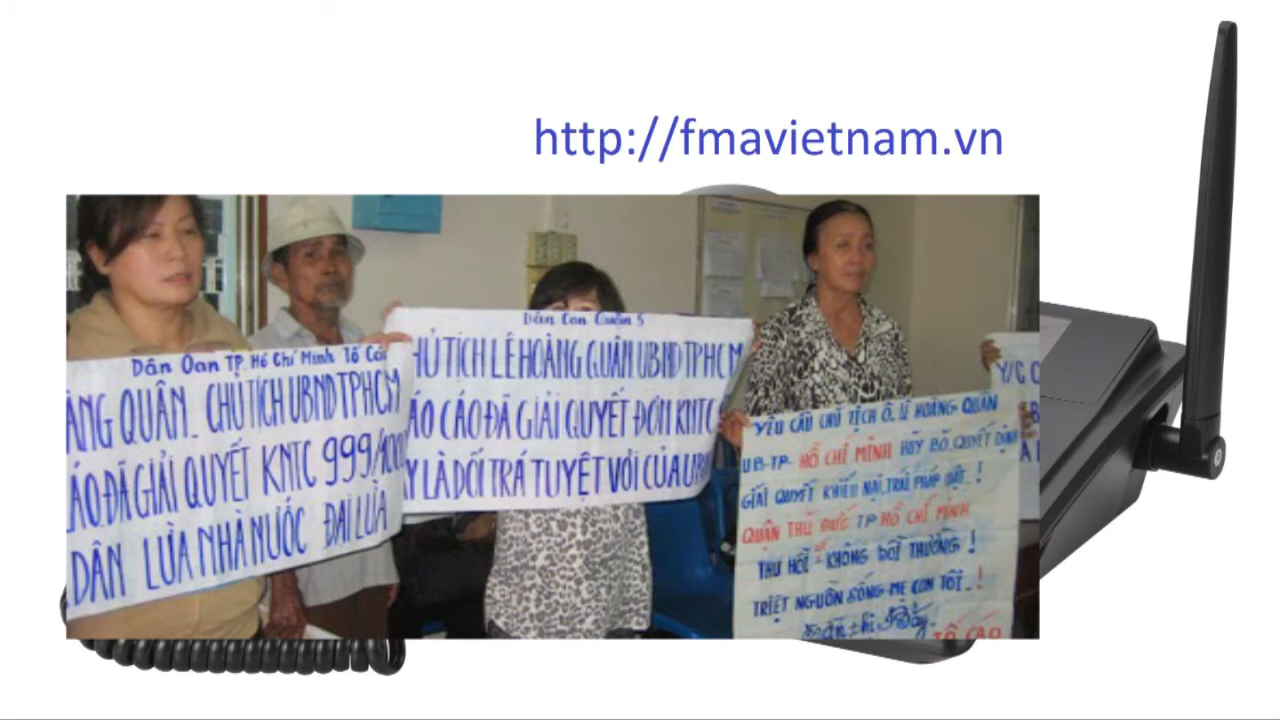 http://fmavietnam.vn
Dân Oan TP. Hồ Chí Minh Tố Cá
ÀNG QUÂN_ CHỦ TỊCH UBND TPHCM
ÁO ĐÃ GIẢI QUYẾT KNTC 999/100
DÂN LỪA NHÀ NƯỚC ĐẠI LỪA
Dân Oan Quận 5
HỦ TỊCH LÊ HOÀNG QUÂN UBND TPHCM
ÁO CÁO ĐÃ GIẢI QUYẾT ĐƠN KNTC
Y LÀ DỐI TRÁ TUYỆT VỜI CỦA UB
YÊU CẦU CHỦ TỊCH Ô. LÊ HOÀNG QUÂN
UB-TP- HỒ CHÍ MINH HỦY BỎ QUYẾT ĐỊNH
GIẢI QUYẾT KHIẾU NẠI TRÁI PHÁP LUẬT..!
QUẬN THỦ ĐỨC TP HỒ CHÍ MINH
THU HỒI - KHÔNG BỒI THƯỜNG !
TRIỆT NGUỒN SỐNG MẸ CON TÔI..!
TỐ CÁO
Y/C